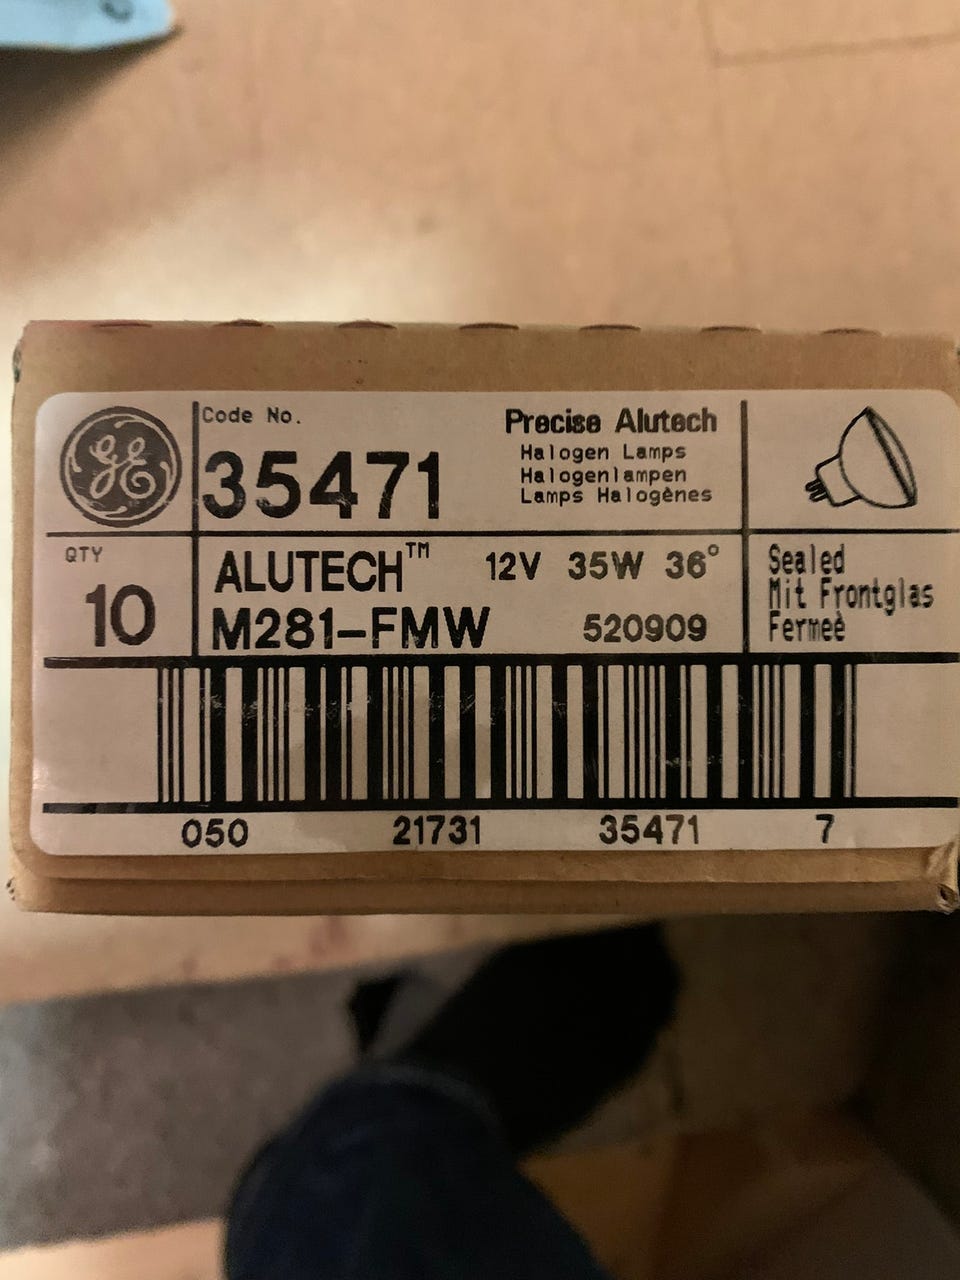 GE
Code No.
35471
Precise Alutech
Halogen Lamps
Halogenlampen
Lamps Halogènes
QTY
10
ALUTECH™ 12V 35W 36°
M281-FMW 520909
Sealed
Mit Frontglas
Fermeé
050 21731 35471 7